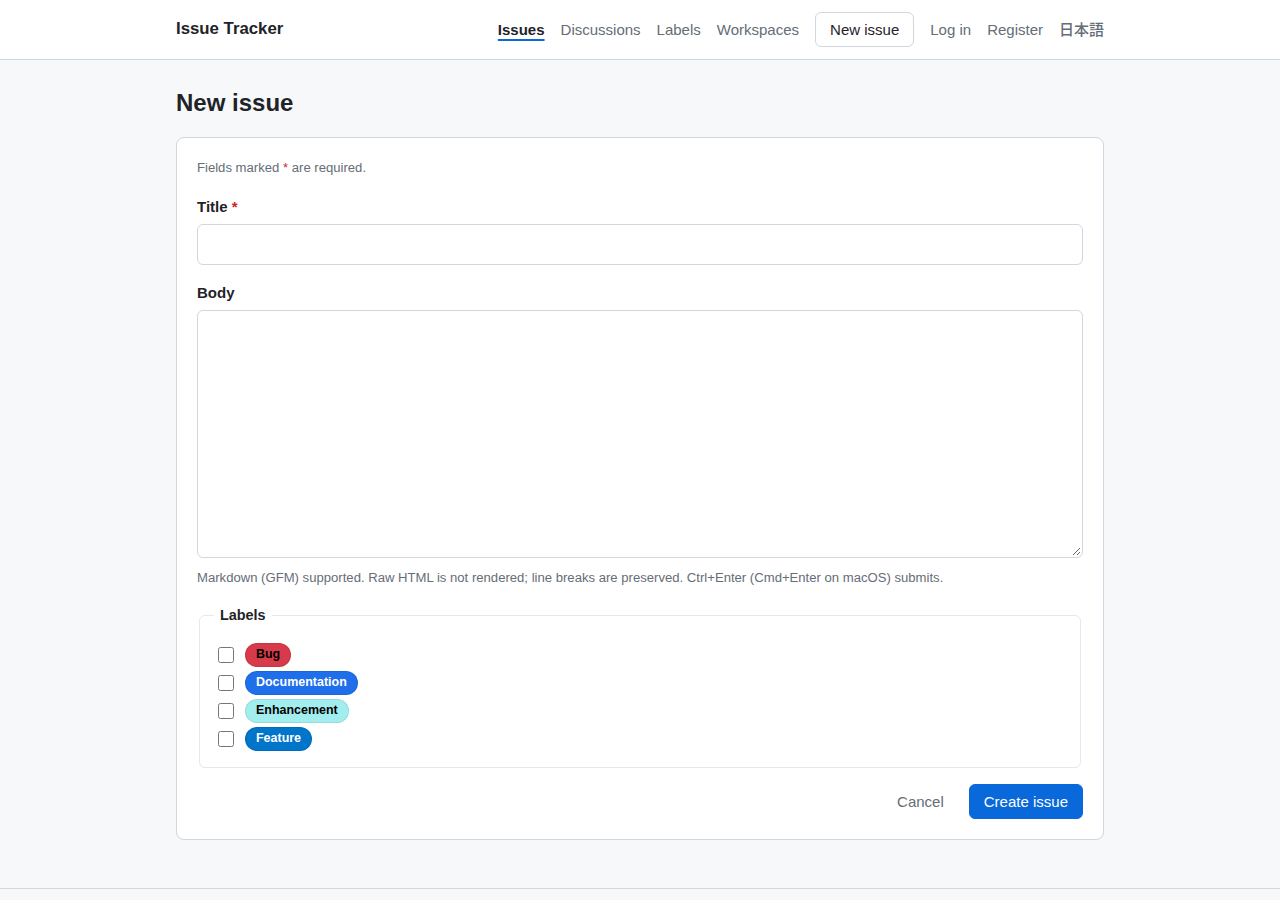 Issue Tracker
Issues Discussions Labels Workspaces New issue Log in Register 日本語
New issue
Fields marked * are required.
Title *
Body
Markdown (GFM) supported. Raw HTML is not rendered; line breaks are preserved. Ctrl+Enter (Cmd+Enter on macOS) submits.
Labels
Bug
Documentation
Enhancement
Feature
Cancel Create issue